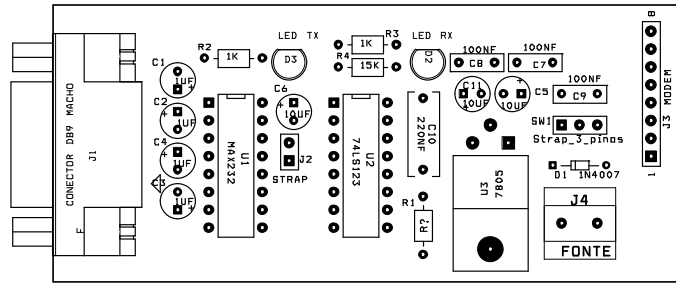 CONECTOR DB9 MACHO
J1
F
C1
1UF
C2
1UF
C4
1UF
C3
1UF
R2
1K
LED TX
D3
MAX232
U1
C6
10UF
J2
STRAP
R3
1K
R4
15K
LED RX
D2
74LS123
U2
C10
220NF
R1
R?
100NF
C8
100NF
C7
C11
10UF
10UF
C5
100NF
C9
SW1
Strap_3_pinos
D1 1N4007
U3
7805
J4
FONTE
8
J3 MODEM
1